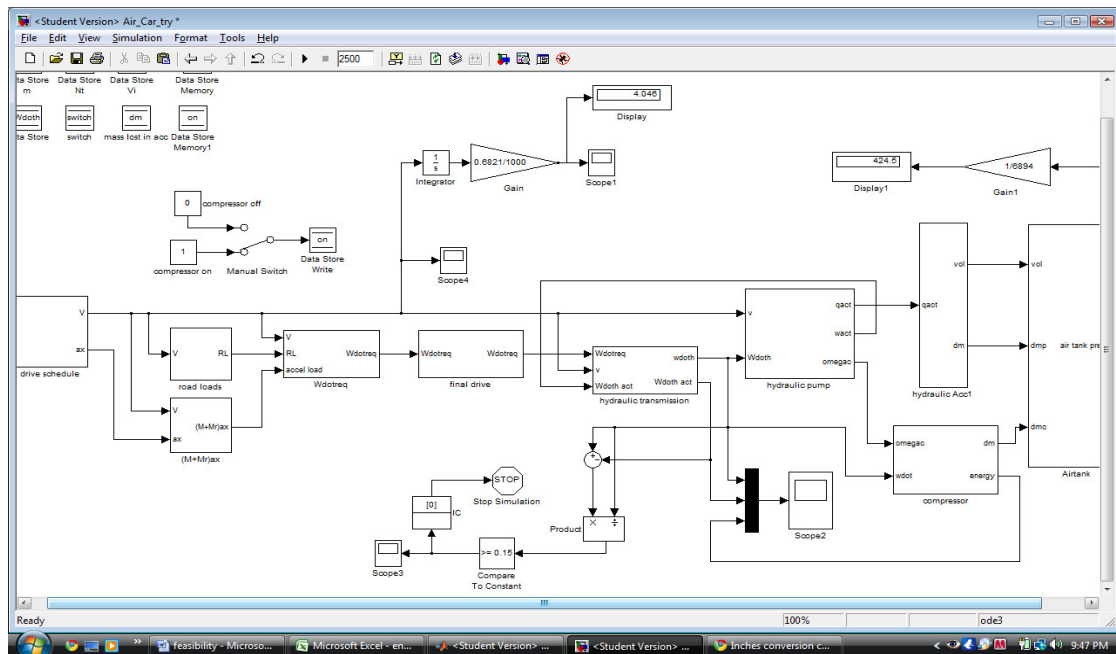 <Student Version> Air_Car_try *
File Edit View Simulation Format Tools Help
2500
ta Store Data Store Data Store Data Store
m Nt Vi Memory
Wdoth switch dm on
ta Store switch mass lost in acc Data Store
Memory1
4.046
Display
1
s
Integrator
0.6821/1000
Gain
Scope1
424.5
Display1
1/6894
Gain1
0 compressor off
1
compressor on
Manual Switch
on
Data Store
Write
Scope4
V
ax
drive schedule
V RL
road loads
V
ax
(M+Mr)ax
(M+Mr)ax
V
RL
accel load
Wdotreq
Wdotreq
Wdotreq Wdotreq
final drive
Wdotreq
v
Wdoth act
wdoth
Wdoth act
hydraulic transmission
v
Wdoth
qact
wact
omegac
hydraulic pump
qact
vol
dm
hydraulic Acc1
vol
dmp
dmc
air tank pre
Airtank
omegac
wdot
dm
energy
compressor
+
-
× ÷
Product
Scope2
STOP
Stop Simulation
[0]
IC
Scope3
>= 0.15
Compare
To Constant
Ready 100% ode3
feasibility - Microso... Microsoft Excel - en... <Student Version> ... <Student Version> ... Inches conversion c... 9:47 PM